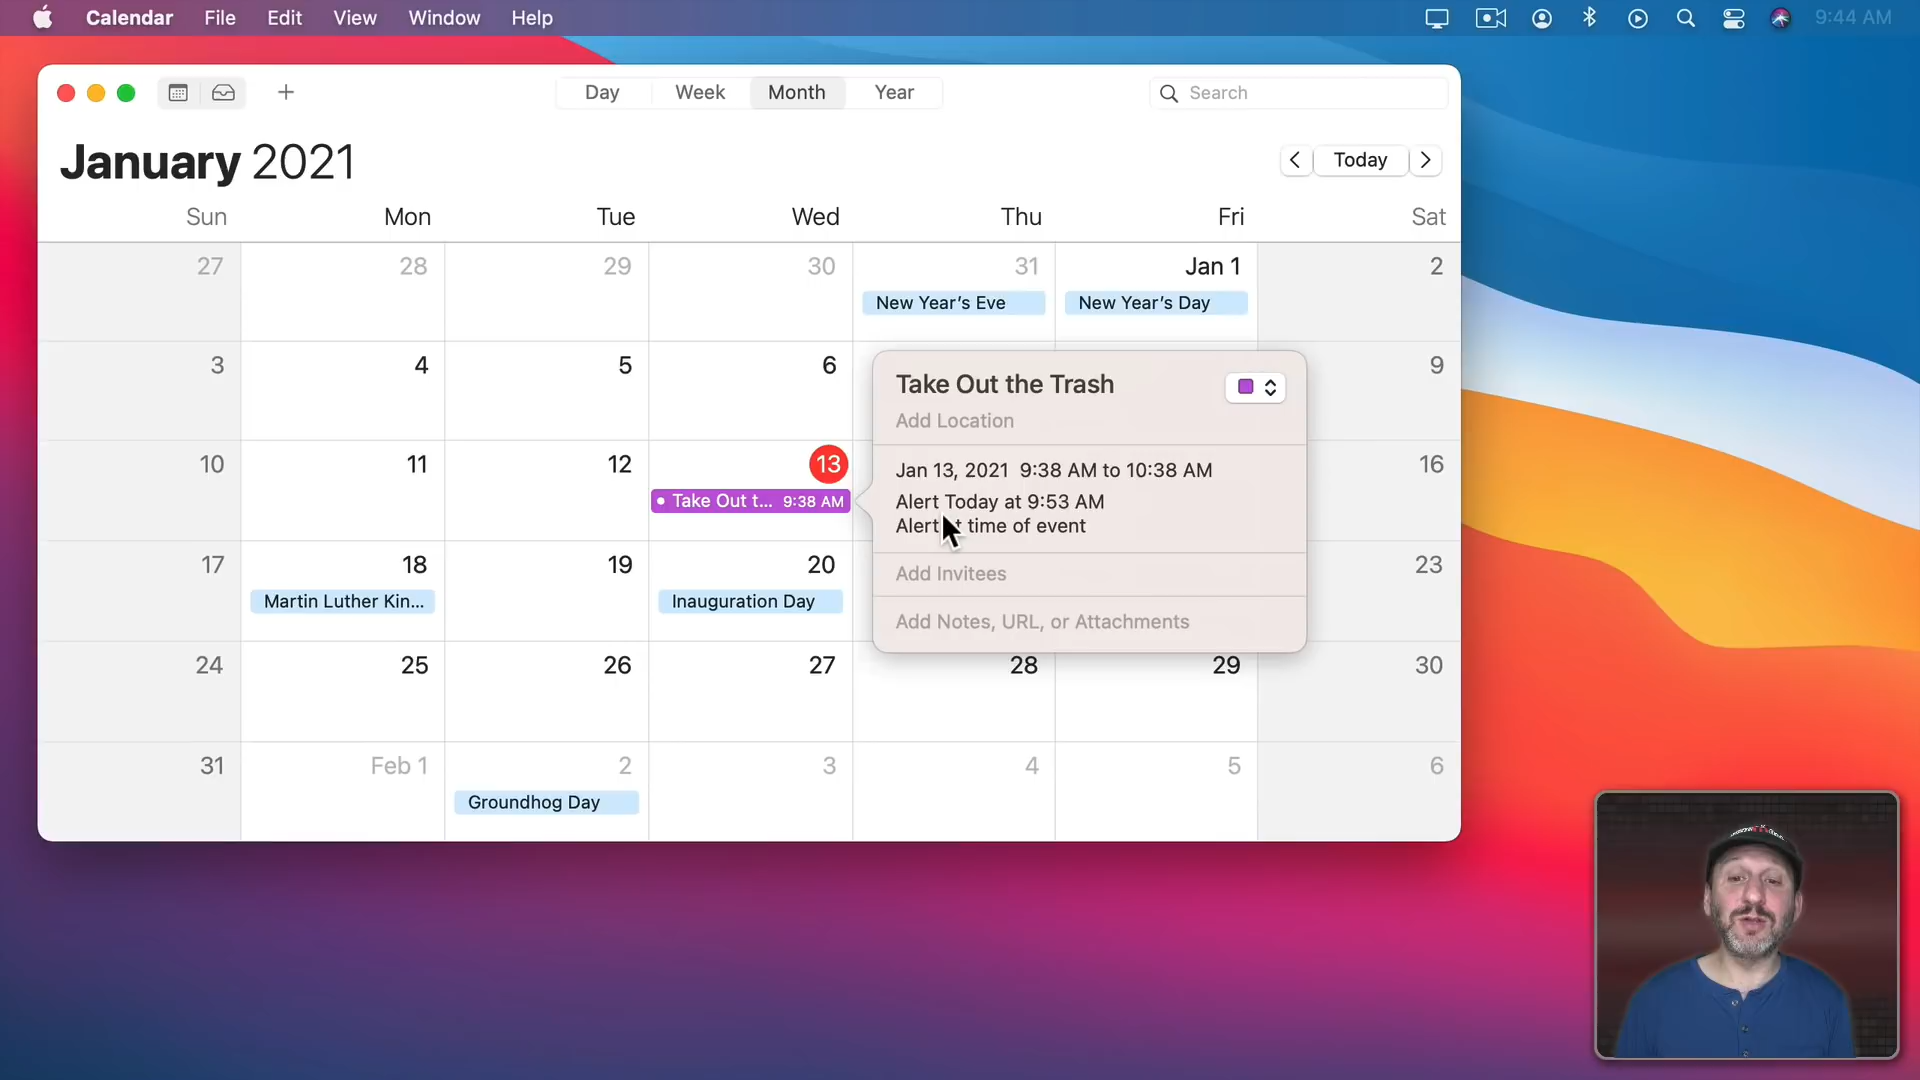 Calendar File Edit View Window Help 9:44 AM
Day Week Month Year Search
January 2021 Today
Sun Mon Tue Wed Thu Fri Sat
27 28 29 30 31 Jan 1 2
New Year's Eve New Year's Day
3 4 5 6 9
Take Out the Trash
Add Location
10 11 12 13 16
Take Out t... 9:38 AM
Jan 13, 2021 9:38 AM to 10:38 AM
Alert Today at 9:53 AM
Alert time of event
17 18 19 20 23
Martin Luther Kin... Inauguration Day
Add Invitees
Add Notes, URL, or Attachments
24 25 26 27 28 29 30
31 Feb 1 2 3 4 5 6
Groundhog Day